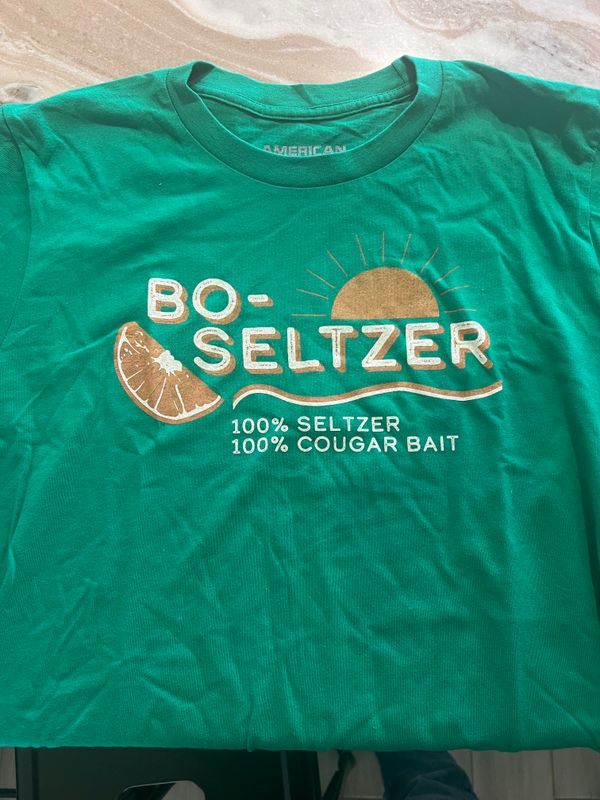 AMERICAN
BO-
SELTZER
100% SELTZER
100% COUGAR BAIT